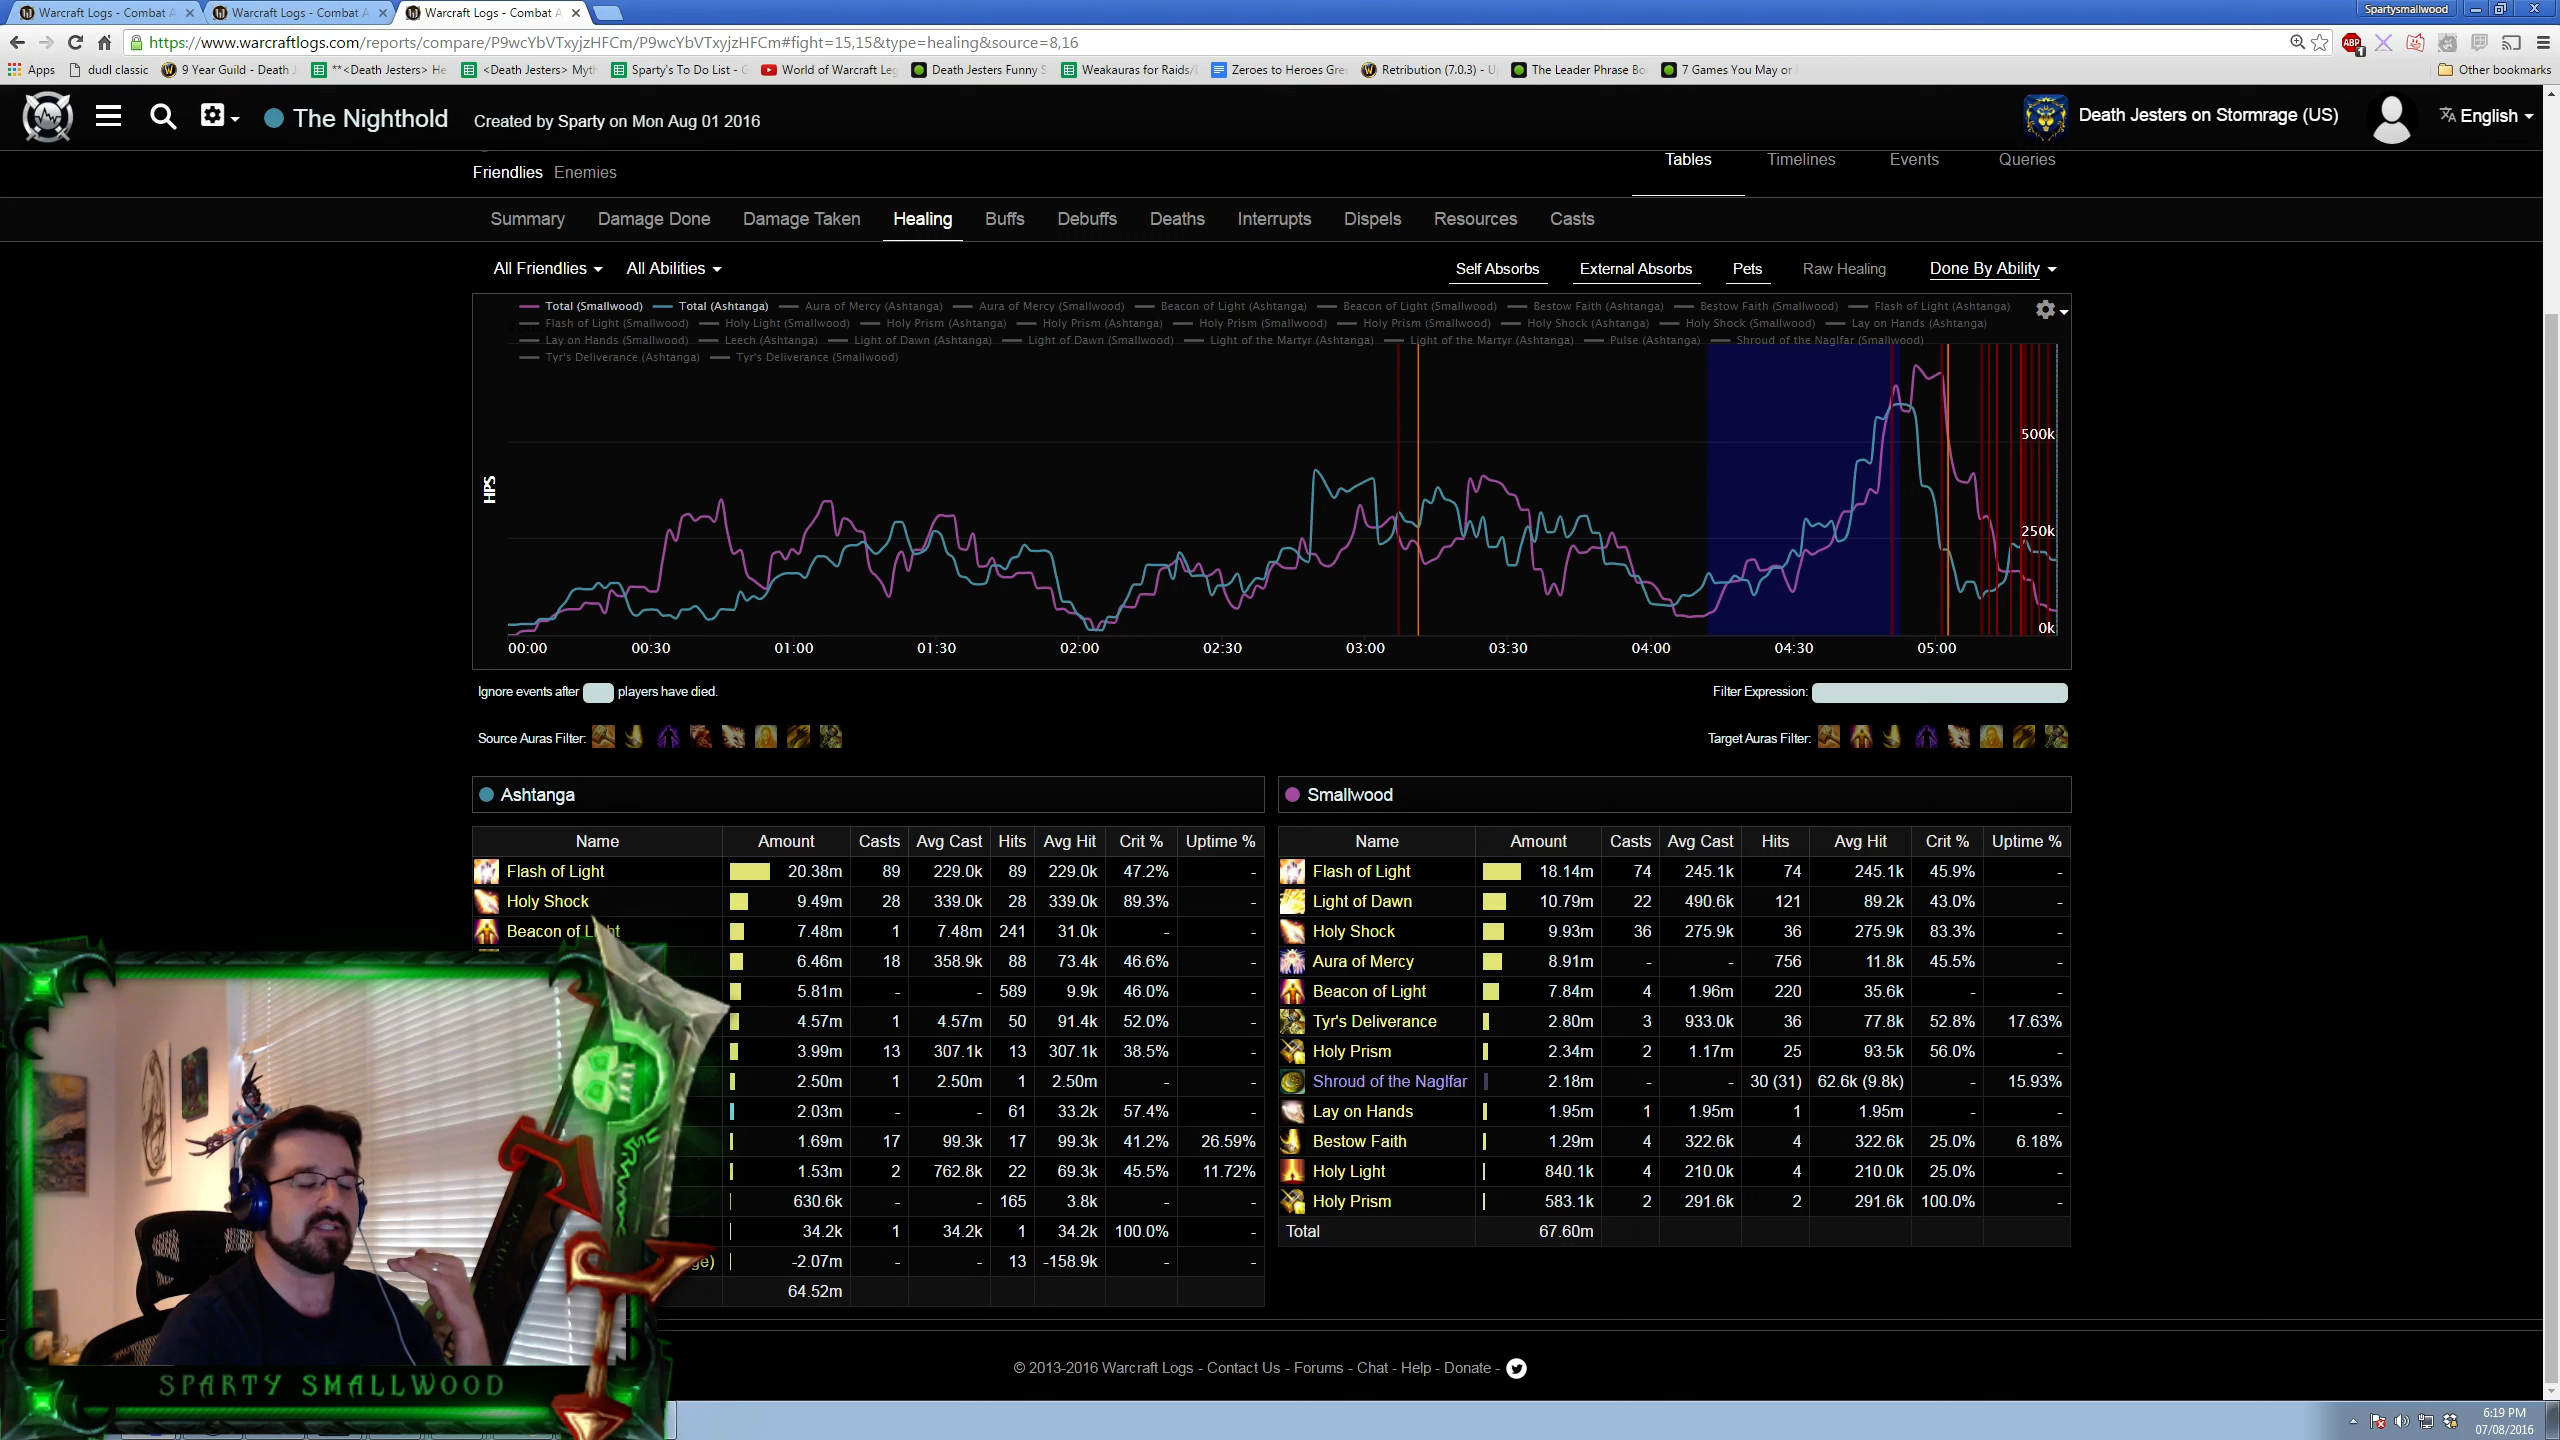 Warcraft Logs - Combat A
Warcraft Logs - Combat A
Warcraft Logs - Combat A
Spartysmallwood
https://www.warcraftlogs.com/reports/compare/P9wcYbVTxyjzHFCm/P9wcYbVTxyjzHFCm#fight=15,15&type=healing&source=8,16
ABP 1
Apps dudl classic 9 Year Guild - Death J **<Death Jesters> He <Death Jesters> Myth Sparty's To Do List - G World of Warcraft Leg Death Jesters Funny S Weakauras for Raids/ Zeroes to Heroes Gre Retribution (7.0.3) - U The Leader Phrase Bo 7 Games You May or Other bookmarks
The Nighthold Created by Sparty on Mon Aug 01 2016 Death Jesters on Stormrage (US) English
Friendlies Enemies Tables Timelines Events Queries
Summary Damage Done Damage Taken Healing Buffs Debuffs Deaths Interrupts Dispels Resources Casts
All Friendlies All Abilities Self Absorbs External Absorbs Pets Raw Healing Done By Ability
Total (Smallwood) Total (Ashtanga) Aura of Mercy (Ashtanga) Aura of Mercy (Smallwood) Beacon of Light (Ashtanga) Beacon of Light (Smallwood) Bestow Faith (Ashtanga) Bestow Faith (Smallwood) Flash of Light (Ashtanga)
Flash of Light (Smallwood) Holy Light (Smallwood) Holy Prism (Ashtanga) Holy Prism (Ashtanga) Holy Prism (Smallwood) Holy Prism (Smallwood) Holy Shock (Ashtanga) Holy Shock (Smallwood) Lay on Hands (Ashtanga)
Lay on Hands (Smallwood) Leech (Ashtanga) Light of Dawn (Ashtanga) Light of Dawn (Smallwood) Light of the Martyr (Ashtanga) Light of the Martyr (Ashtanga) Pulse (Ashtanga) Shroud of the Naglfar (Smallwood)
Tyr's Deliverance (Ashtanga) Tyr's Deliverance (Smallwood)
HPS
500k
250k
0k
00:00 00:30 01:00 01:30 02:00 02:30 03:00 03:30 04:00 04:30 05:00
Ignore events after players have died. Filter Expression:
Source Auras Filter: Target Auras Filter:
Ashtanga
Name Amount Casts Avg Cast Hits Avg Hit Crit % Uptime %
Flash of Light 20.38m 89 229.0k 89 229.0k 47.2% -
Holy Shock 9.49m 28 339.0k 28 339.0k 89.3% -
Beacon of Light 7.48m 1 7.48m 241 31.0k - -
6.46m 18 358.9k 88 73.4k 46.6% -
5.81m - - 589 9.9k 46.0% -
4.57m 1 4.57m 50 91.4k 52.0% -
3.99m 13 307.1k 13 307.1k 38.5% -
2.50m 1 2.50m 1 2.50m - -
2.03m - - 61 33.2k 57.4% -
1.69m 17 99.3k 17 99.3k 41.2% 26.59%
1.53m 2 762.8k 22 69.3k 45.5% 11.72%
630.6k - - 165 3.8k - -
34.2k 1 34.2k 1 34.2k 100.0% -
ge) -2.07m - - 13 -158.9k - -
64.52m
Smallwood
Name Amount Casts Avg Cast Hits Avg Hit Crit % Uptime %
Flash of Light 18.14m 74 245.1k 74 245.1k 45.9% -
Light of Dawn 10.79m 22 490.6k 121 89.2k 43.0% -
Holy Shock 9.93m 36 275.9k 36 275.9k 83.3% -
Aura of Mercy 8.91m - - 756 11.8k 45.5% -
Beacon of Light 7.84m 4 1.96m 220 35.6k - -
Tyr's Deliverance 2.80m 3 933.0k 36 77.8k 52.8% 17.63%
Holy Prism 2.34m 2 1.17m 25 93.5k 56.0% -
Shroud of the Naglfar 2.18m - - 30 (31) 62.6k (9.8k) - 15.93%
Lay on Hands 1.95m 1 1.95m 1 1.95m - -
Bestow Faith 1.29m 4 322.6k 4 322.6k 25.0% 6.18%
Holy Light 840.1k 4 210.0k 4 210.0k 25.0% -
Holy Prism 583.1k 2 291.6k 2 291.6k 100.0% -
Total 67.60m
© 2013-2016 Warcraft Logs - Contact Us - Forums - Chat - Help - Donate -
SPARTY SMALLWOOD
6:19 PM
07/08/2016